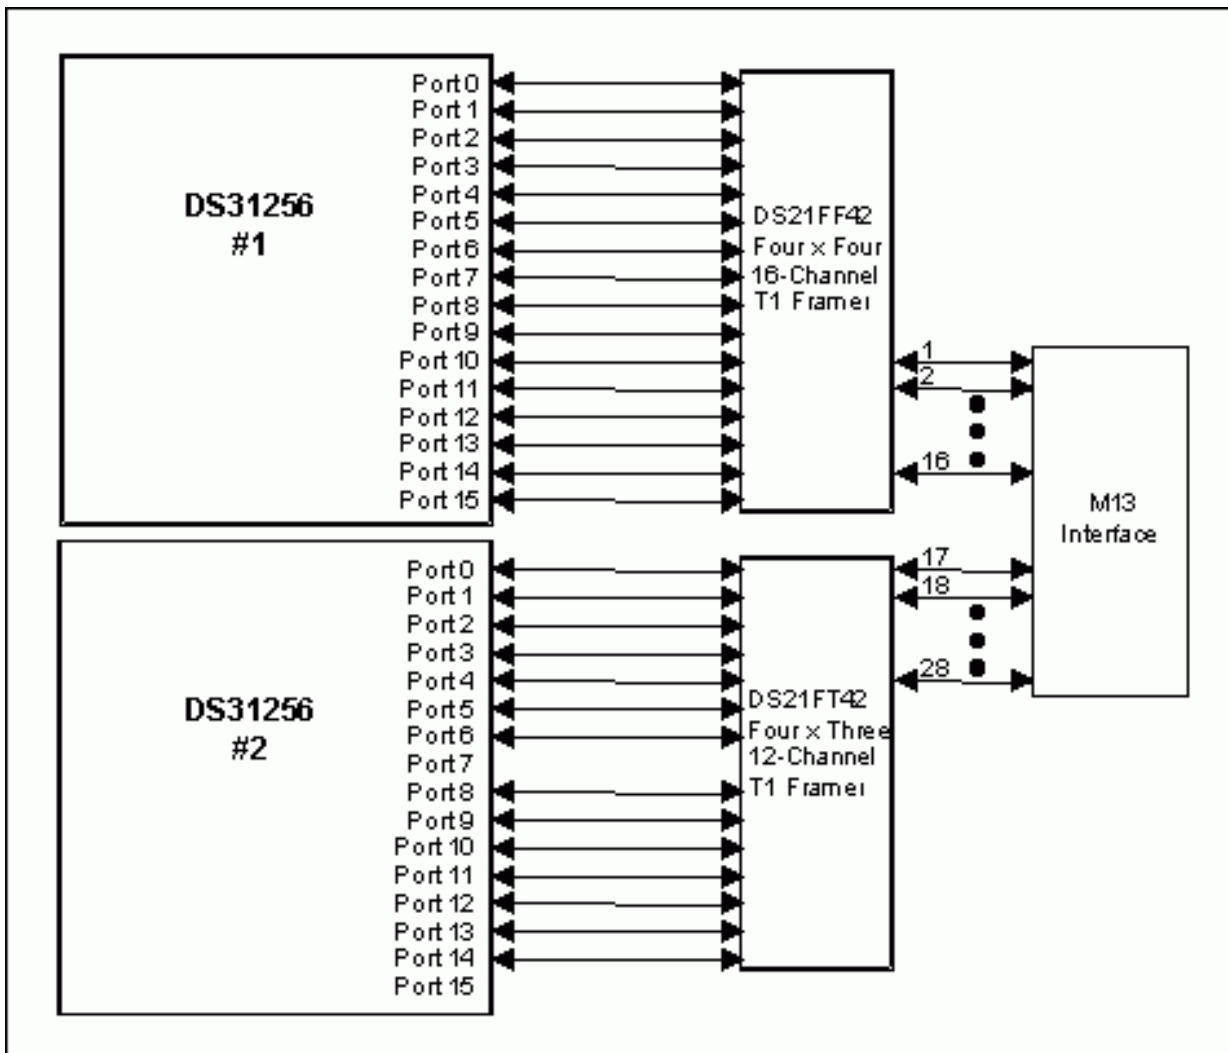 Port 0
Port 1
Port 2
Port 3
Port 4
Port 5
Port 6
Port 7
Port 8
Port 9
Port 10
Port 11
Port 12
Port 13
Port 14
Port 15
DS31256
#1
DS21FF42
Four x Four
16-Channel
T1 Framer
1
2
16
M13
Interface
17
18
28
Port 0
Port 1
Port 2
Port 3
Port 4
Port 5
Port 6
Port 7
Port 8
Port 9
Port 10
Port 11
Port 12
Port 13
Port 14
Port 15
DS31256
#2
DS21FT42
Four x Three
12-Channel
T1 Framer